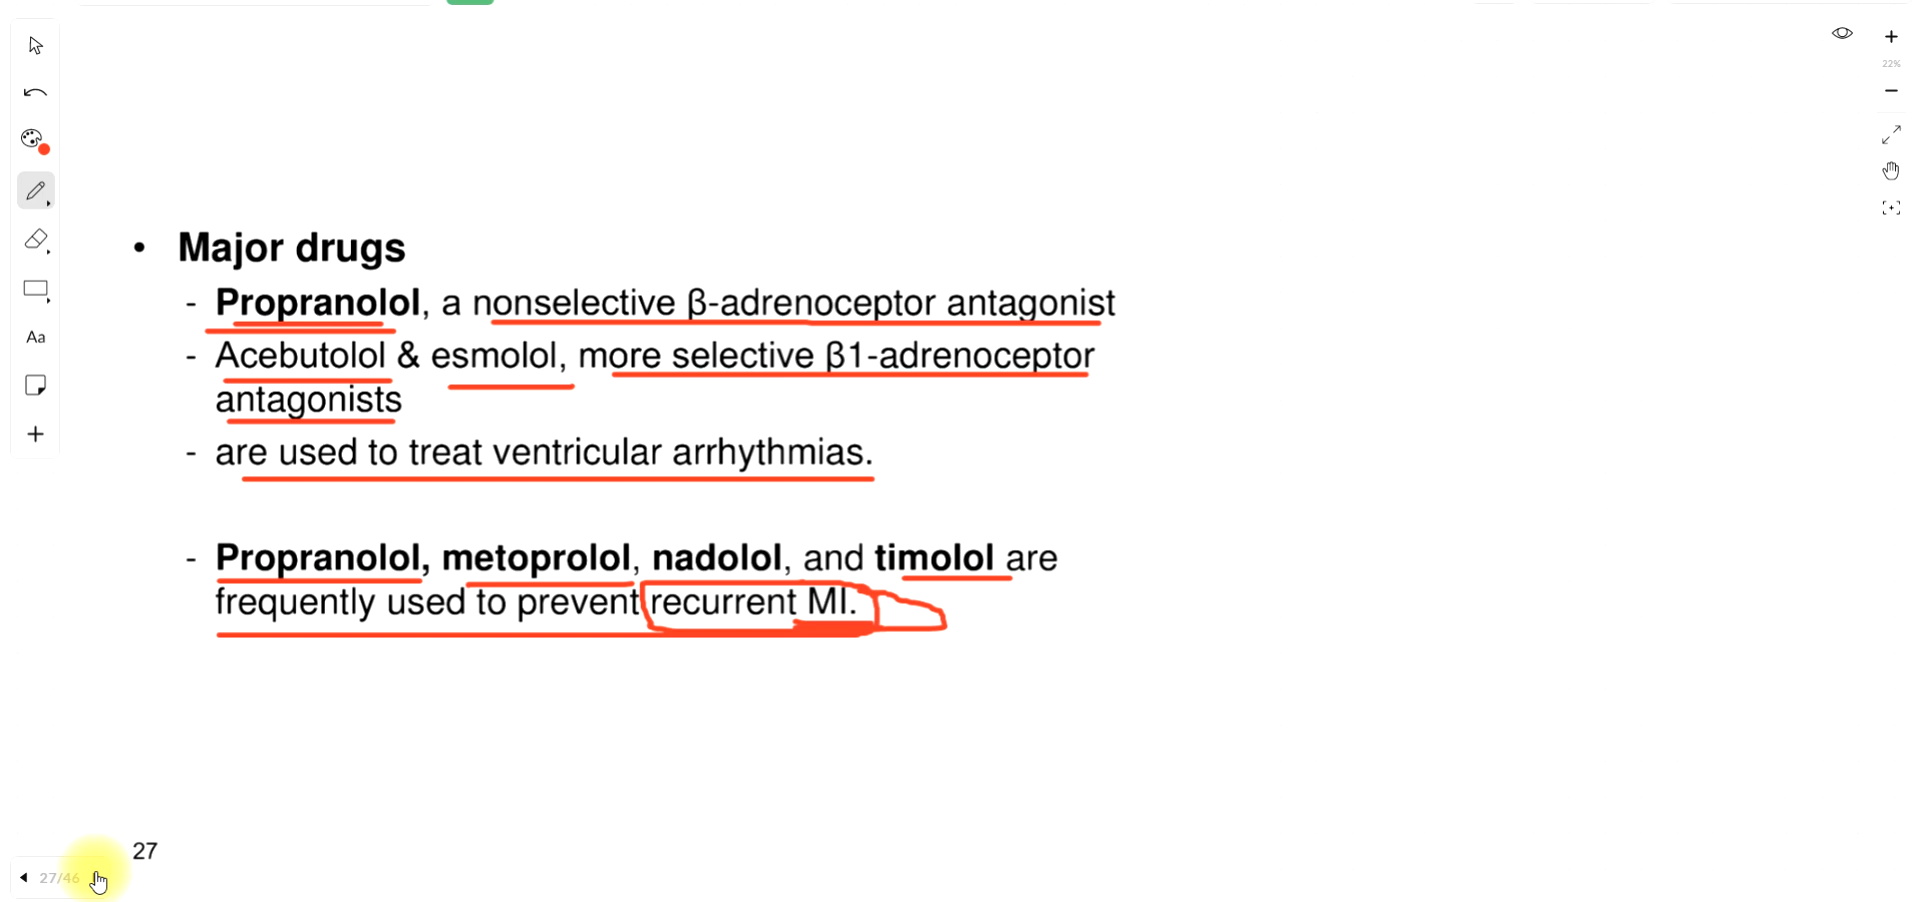 22%
• Major drugs
- Propranolol, a nonselective β-adrenoceptor antagonist
- Acebutolol & esmolol, more selective β1-adrenoceptor
antagonists
- are used to treat ventricular arrhythmias.
- Propranolol, metoprolol, nadolol, and timolol are
frequently used to prevent recurrent MI.
Aa
27
27/46